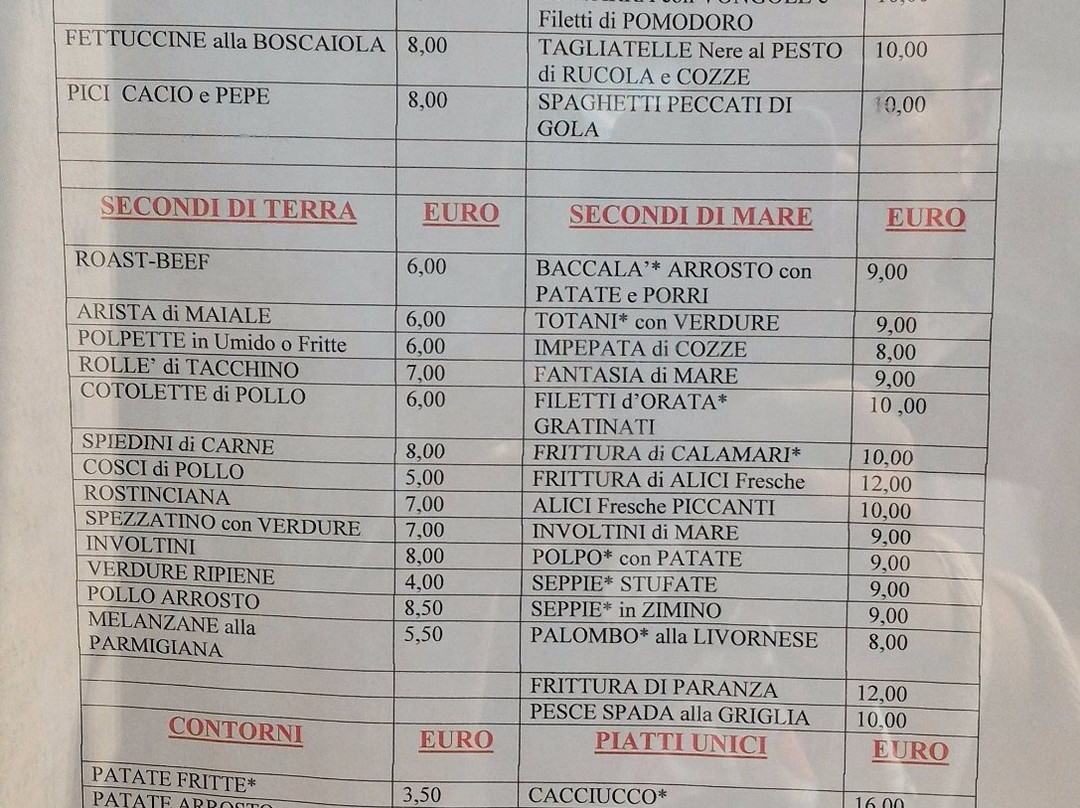 Filetti di POMODORO
FETTUCCINE alla BOSCAIOLA 8,00 TAGLIATELLE Nere al PESTO 10,00
di RUCOLA e COZZE
PICI CACIO e PEPE 8,00 SPAGHETTI PECCATI DI 10,00
GOLA
SECONDI DI TERRA EURO SECONDI DI MARE EURO
ROAST-BEEF 6,00 BACCALA'* ARROSTO con 9,00
PATATE e PORRI
ARISTA di MAIALE 6,00 TOTANI* con VERDURE 9,00
POLPETTE in Umido o Fritte 6,00 IMPEPATA di COZZE 8,00
ROLLE' di TACCHINO 7,00 FANTASIA di MARE 9,00
COTOLETTE di POLLO 6,00 FILETTI d'ORATA* 10 ,00
GRATINATI
SPIEDINI di CARNE 8,00 FRITTURA di CALAMARI* 10,00
COSCI di POLLO 5,00 FRITTURA di ALICI Fresche 12,00
ROSTINCIANA 7,00 ALICI Fresche PICCANTI 10,00
SPEZZATINO con VERDURE 7,00 INVOLTINI di MARE 9,00
INVOLTINI 8,00 POLPO* con PATATE 9,00
VERDURE RIPIENE 4,00 SEPPIE* STUFATE 9,00
POLLO ARROSTO 8,50 SEPPIE* in ZIMINO 9,00
MELANZANE alla 5,50 PALOMBO* alla LIVORNESE 8,00
PARMIGIANA
FRITTURA DI PARANZA 12,00
PESCE SPADA alla GRIGLIA 10.00
CONTORNI EURO PIATTI UNICI EURO
PATATE FRITTE* 3,50 CACCIUCCO* 16,00
PATATE ARROSTO